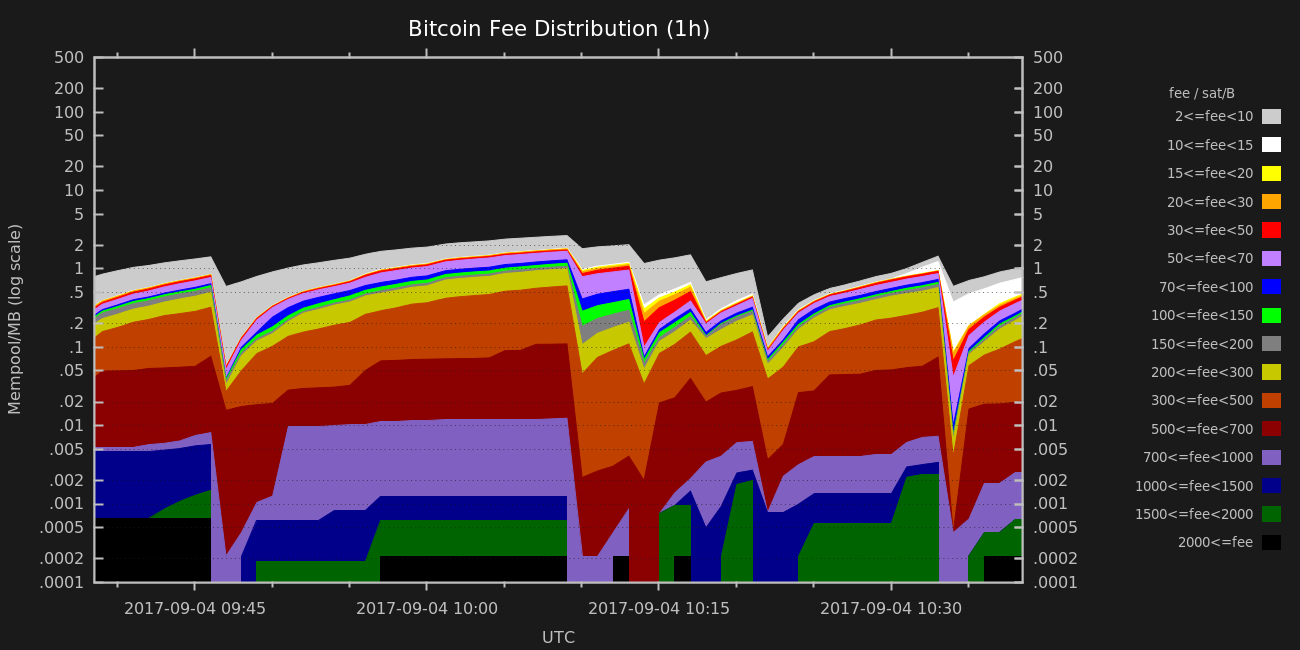 Bitcoin Fee Distribution (1h)
500
200
100
50
20
10
5
2
1
.5
.2
.1
.05
.02
.01
.005
.002
.001
.0005
.0002
.0001
Mempool/MB (log scale)
500
200
100
50
20
10
5
2
1
.5
.2
.1
.05
.02
.01
.005
.002
.001
.0005
.0002
.0001
2017-09-04 09:45
2017-09-04 10:00
2017-09-04 10:15
2017-09-04 10:30
UTC
fee / sat/B
2<=fee<10
10<=fee<15
15<=fee<20
20<=fee<30
30<=fee<50
50<=fee<70
70<=fee<100
100<=fee<150
150<=fee<200
200<=fee<300
300<=fee<500
500<=fee<700
700<=fee<1000
1000<=fee<1500
1500<=fee<2000
2000<=fee